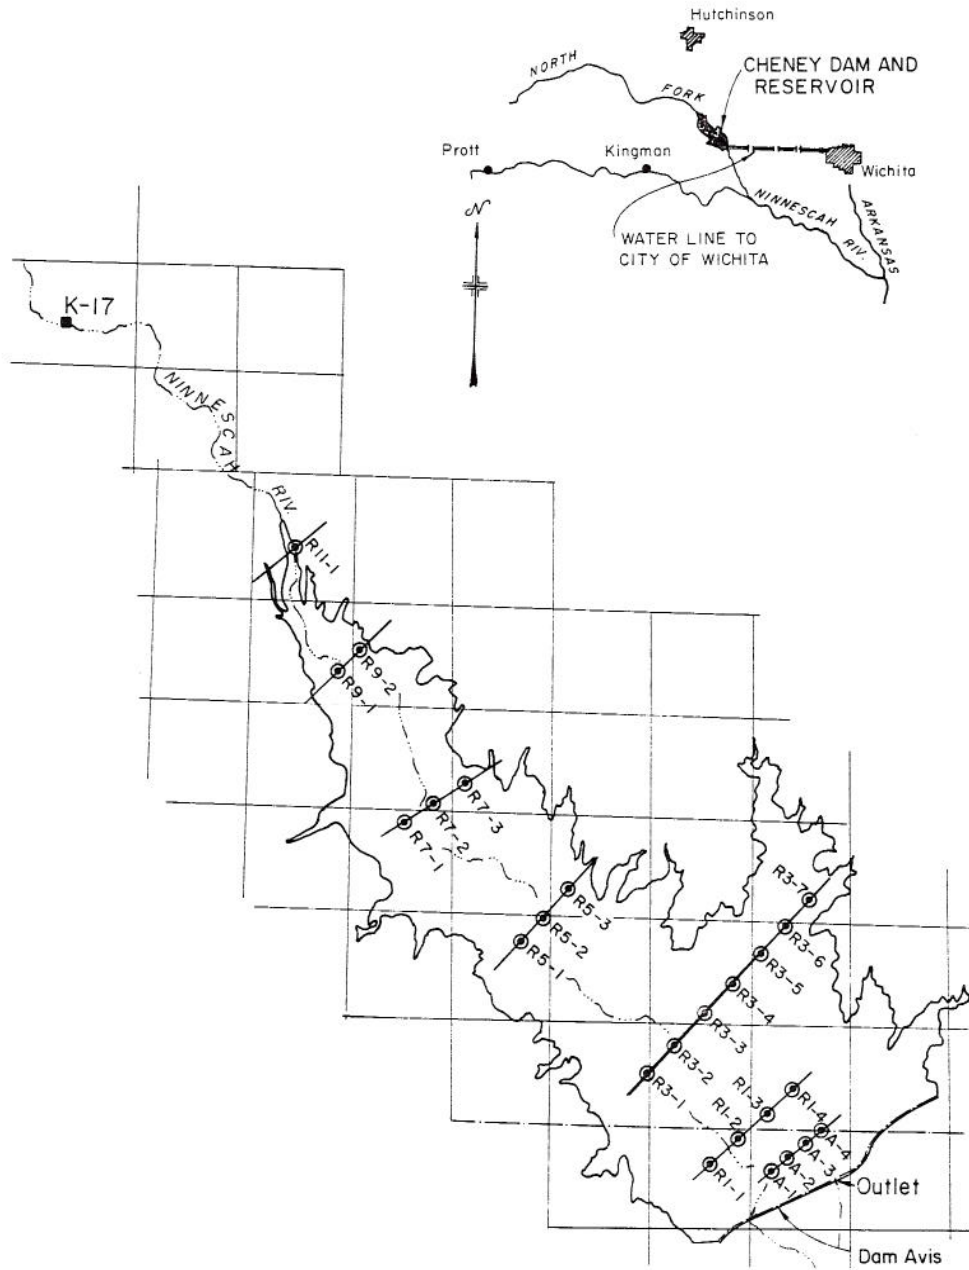 Hutchinson
NORTH
FORK
CHENEY DAM AND
RESERVOIR
Prott
Kingman
Wichita
NINNESCAH RIV.
ARKANSAS
WATER LINE TO
CITY OF WICHITA
N
K-17
NINNESCAH RIV.
R11-1
R9-2
R9-1
R7-3
R7-2
R7-1
R5-3
R5-2
R5-1
R3-7
R3-6
R3-5
R3-4
R3-3
R3-2
R3-1
R1-4
R1-3
R1-2
R1-1
A-4
A-3
A-2
A-1
Outlet
Dam Avis